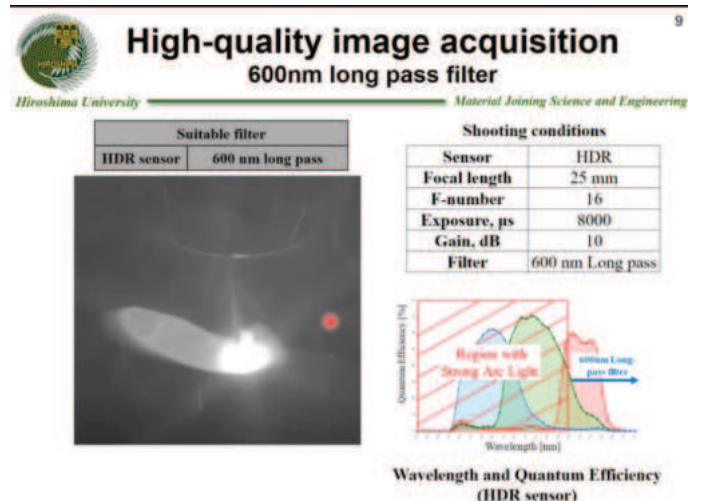 9
High-quality image acquisition
600nm long pass filter
Hiroshima University
Material Joining Science and Engineering
Suitable filter
HDR sensor 600 nm long pass
Shooting conditions
Sensor HDR
Focal length 25 mm
F-number 16
Exposure, μs 8000
Gain, dB 10
Filter 600 nm Long pass
Quantum Efficiency [%]
Region with
Strong Arc Light
600nm Long-
pass filter
Wavelength [nm]
Wavelength and Quantum Efficiency
(HDR sensor)